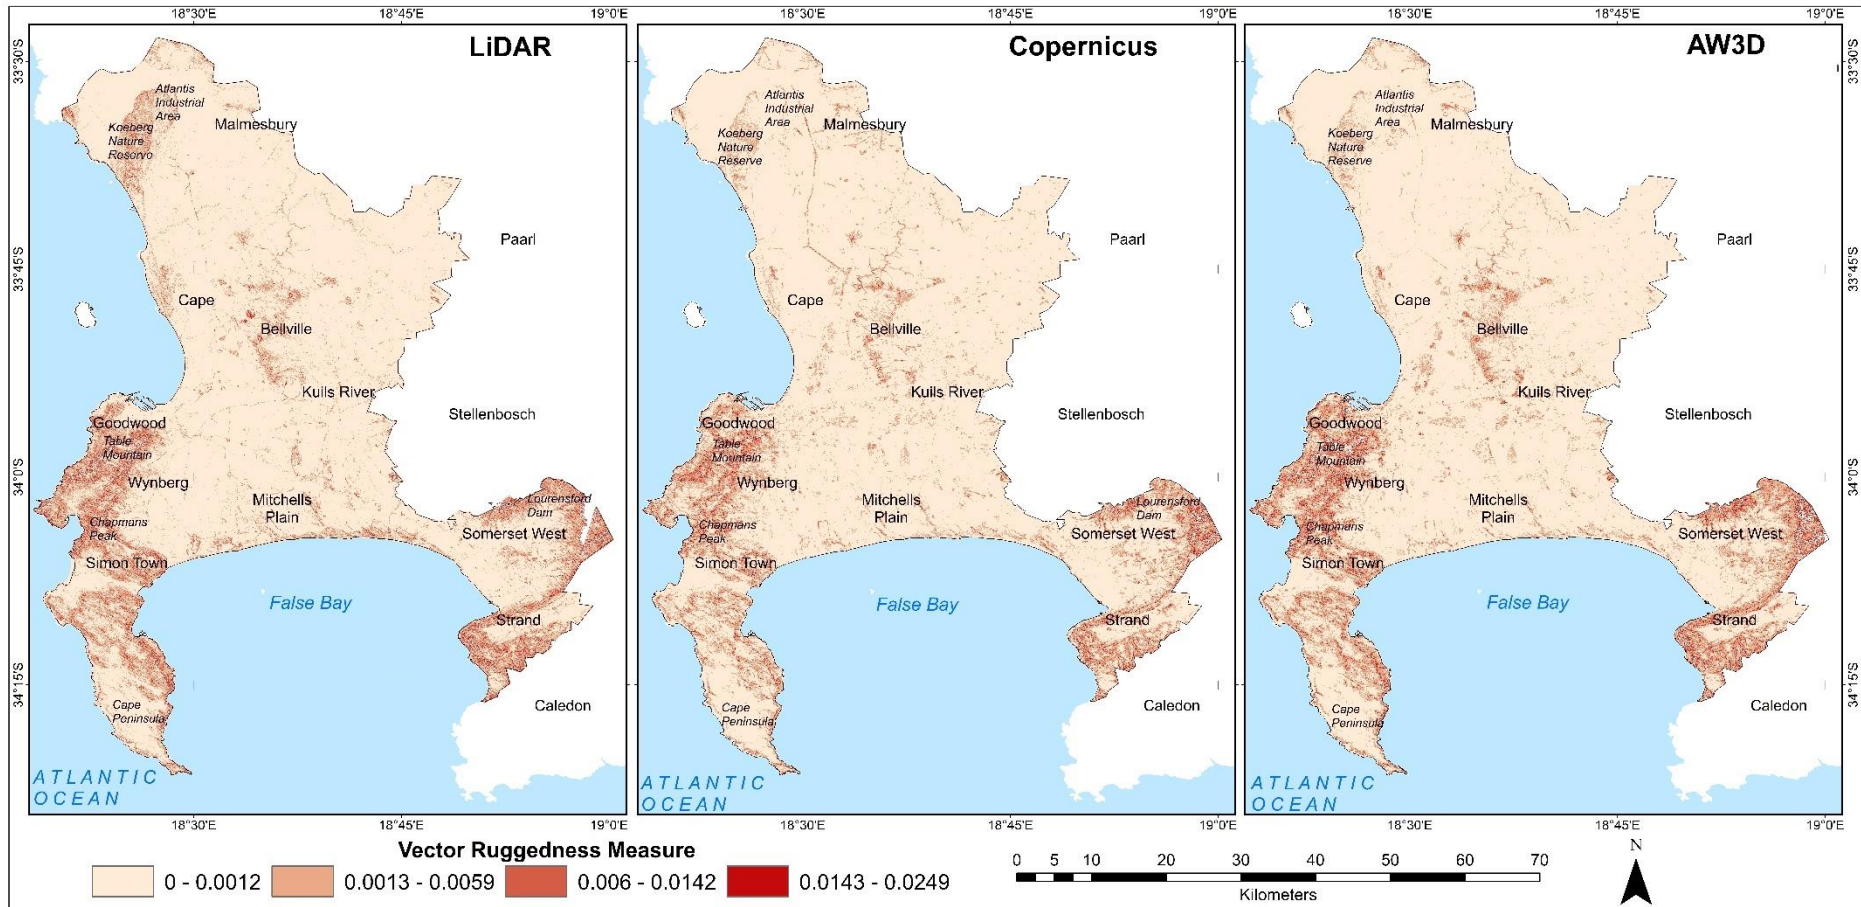 18°30'E
18°45'E
19°0'E
18°30'E
18°45'E
19°0'E
18°30'E
18°45'E
19°0'E
LiDAR
Copernicus
AW3D
33°30'S
33°45'S
34°0'S
34°15'S
33°30'S
33°45'S
34°0'S
34°15'S
Atlantis
Industrial
Area
Koeberg
Nature
Reserve
Malmesbury
Paarl
Cape
Bellville
Kuils River
Stellenbosch
Goodwood
Table
Mountain
Wynberg
Mitchells
Plain
Lourensford
Dam
Chapmans
Peak
Somerset West
Simon Town
False Bay
Strand
Cape
Peninsula
Caledon
ATLANTIC
OCEAN
Atlantis
Industrial
Area
Koeberg
Nature
Reserve
Malmesbury
Paarl
Cape
Bellville
Kuils River
Stellenbosch
Goodwood
Table
Mountain
Wynberg
Mitchells
Plain
Lourensford
Dam
Chapmans
Peak
Somerset West
Simon Town
False Bay
Strand
Cape
Peninsula
Caledon
ATLANTIC
OCEAN
Atlantis
Industrial
Area
Koeberg
Nature
Reserve
Malmesbury
Paarl
Cape
Bellville
Kuils River
Stellenbosch
Goodwood
Table
Mountain
Wynberg
Mitchells
Plain
Chapmans
Peak
Somerset West
Simon Town
False Bay
Strand
Cape
Peninsula
Caledon
ATLANTIC
OCEAN
18°30'E
18°45'E
19°0'E
18°30'E
18°45'E
19°0'E
18°30'E
18°45'E
19°0'E
Vector Ruggedness Measure
0 - 0.0012
0.0013 - 0.0059
0.006 - 0.0142
0.0143 - 0.0249
0 5 10 20 30 40 50 60 70
Kilometers
N